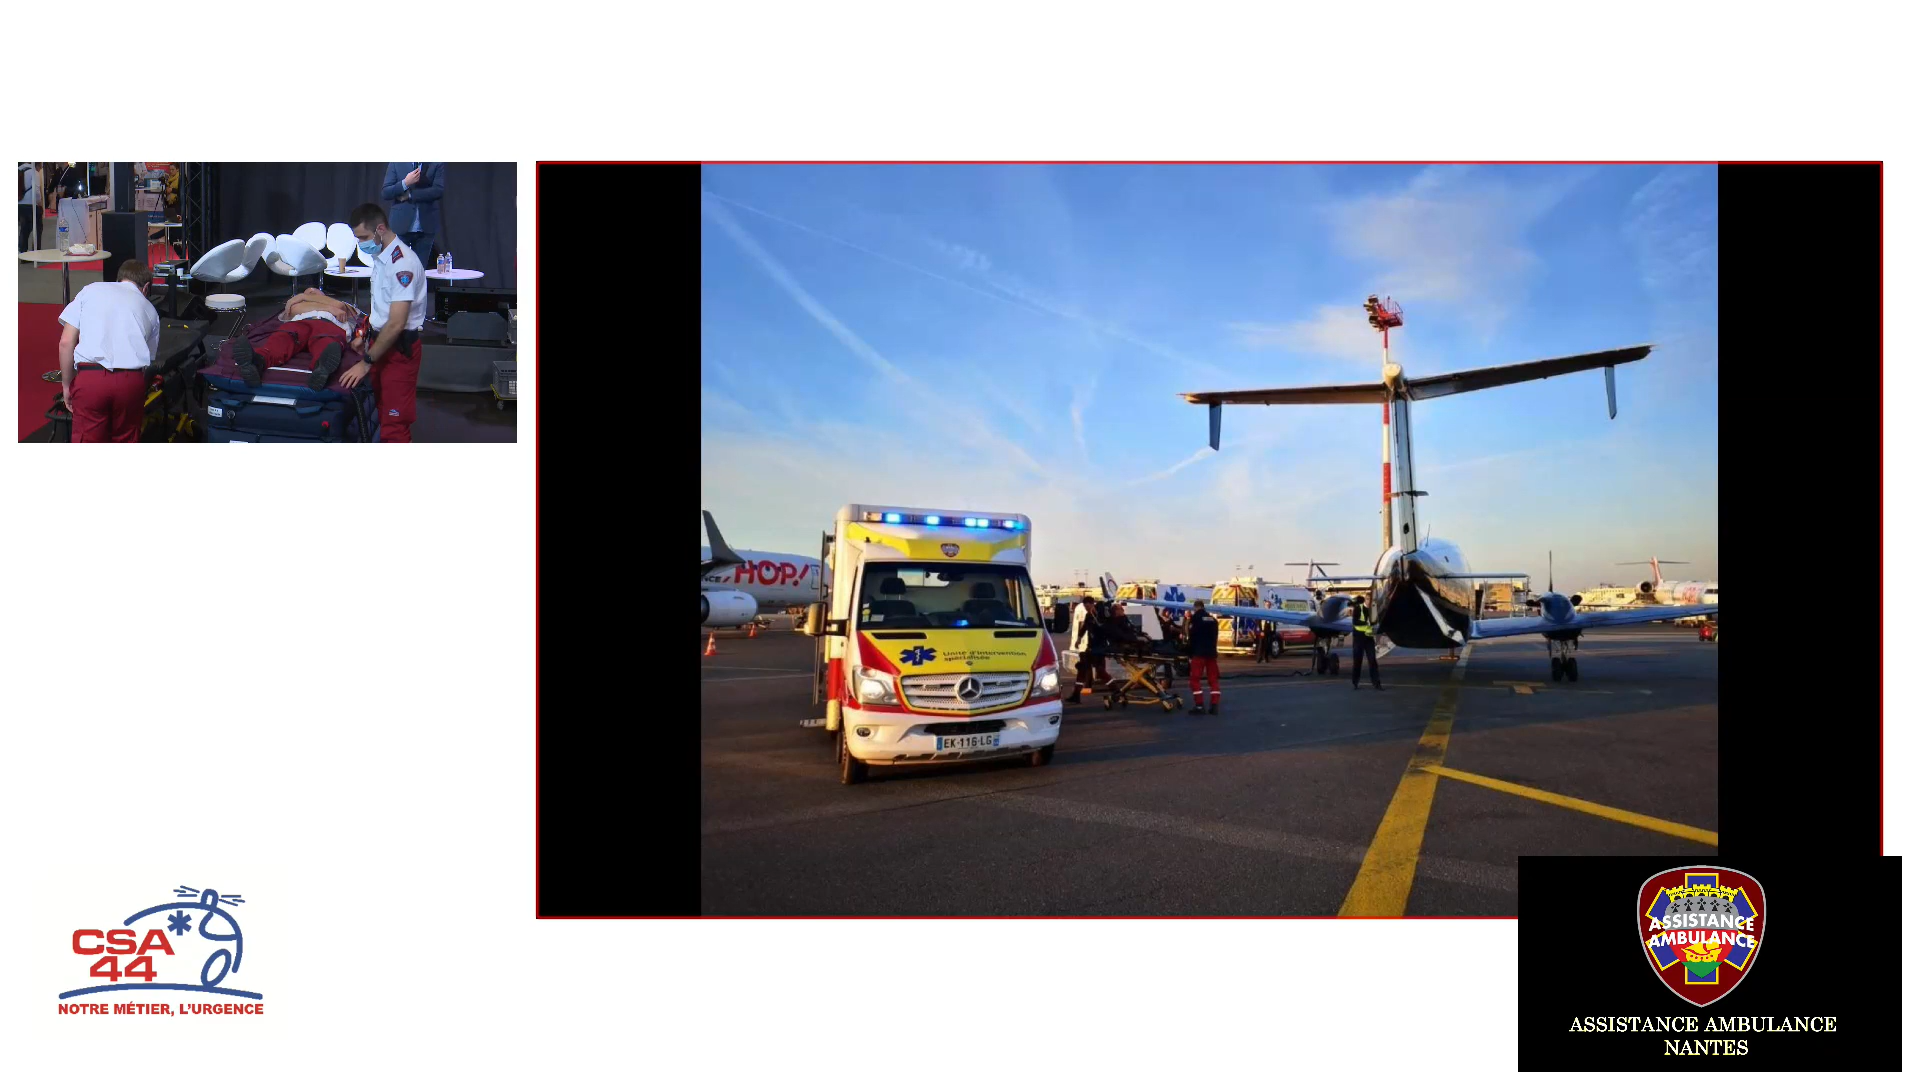 HOP!
Unité d'intervention
spécialisée
EK-116-LG
CSA
44
NOTRE MÉTIER, L'URGENCE
ASSISTANCE
AMBULANCE
ASSISTANCE AMBULANCE
NANTES